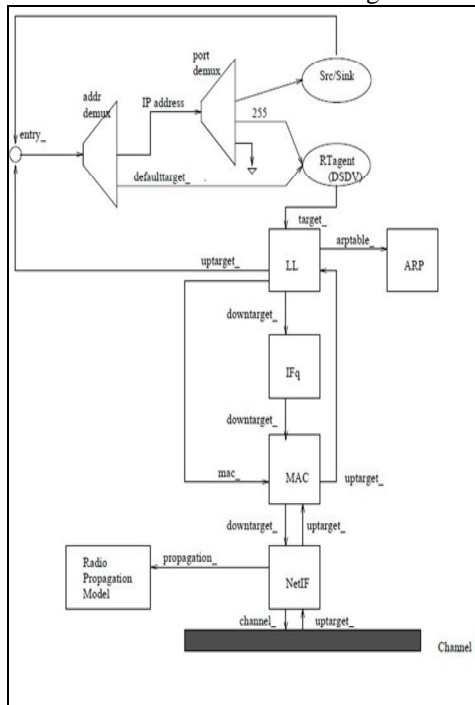 port
demux
Src/Sink
addr
demux
IP address
255
entry_
RTagent
(DSDV)
defaulttarget_
target_
arptable_
uptarget_
LL
ARP
downtarget_
IFq
downtarget_
mac_
MAC
uptarget_
downtarget_
uptarget_
Radio
Propagation
Model
propagation_
NetIF
channel_
uptarget_
Channel